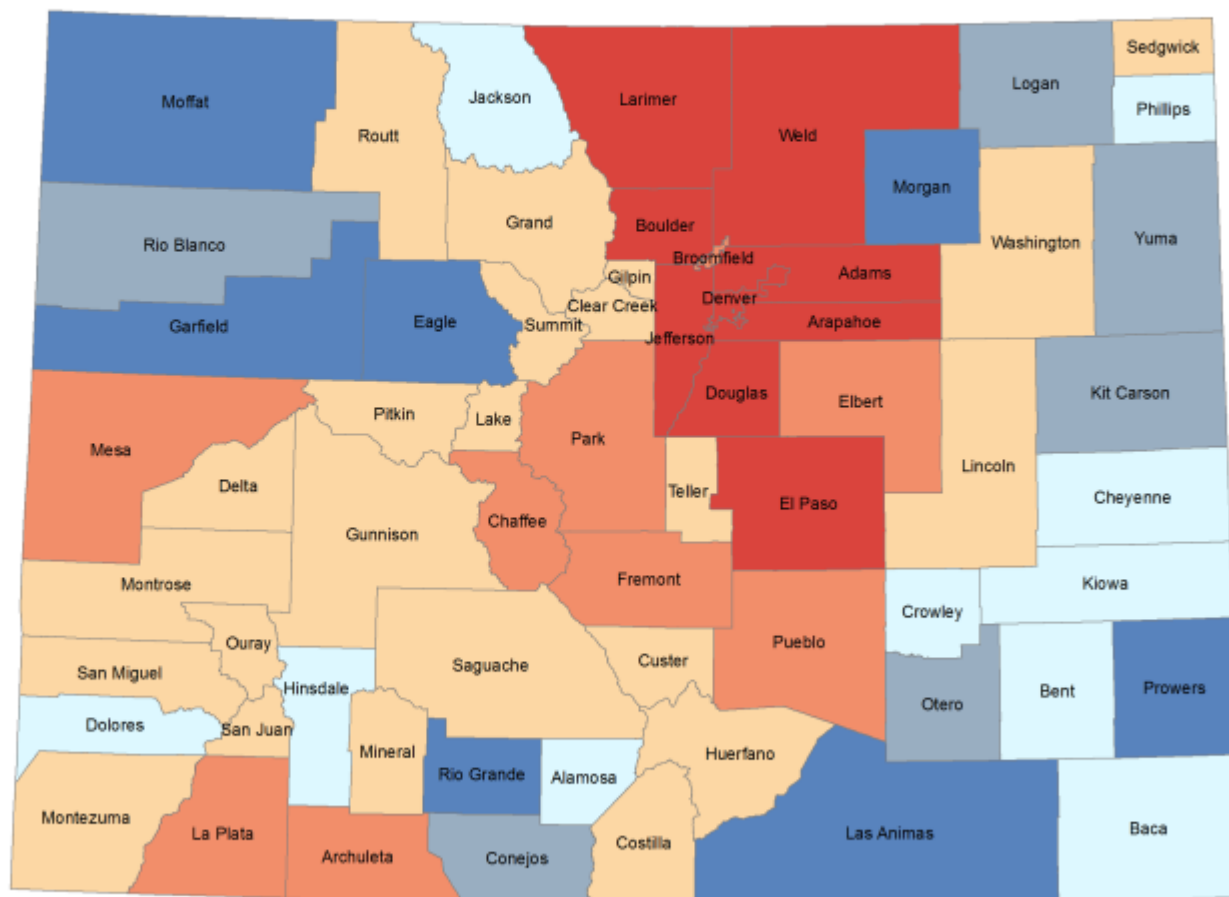 Sedgwick
Logan
Moffat
Jackson
Larimer
Phillips
Routt
Weld
Morgan
Grand
Boulder
Rio Blanco
Yuma
Washington
Broomfield
Gilpin
Adams
Denver
Clear Creek
Eagle
Summit
Garfield
Arapahoe
Jefferson
Douglas
Kit Carson
Elbert
Pitkin
Lake
Park
Mesa
Lincoln
Delta
Teller
Cheyenne
El Paso
Chaffee
Gunnison
Fremont
Montrose
Kiowa
Crowley
Pueblo
Ouray
Custer
Saguache
San Miguel
Hinsdale
Bent
Prowers
Otero
Dolores
San Juan
Mineral
Huerfano
Rio Grande
Alamosa
Montezuma
La Plata
Las Animas
Baca
Costilla
Archuleta
Conejos